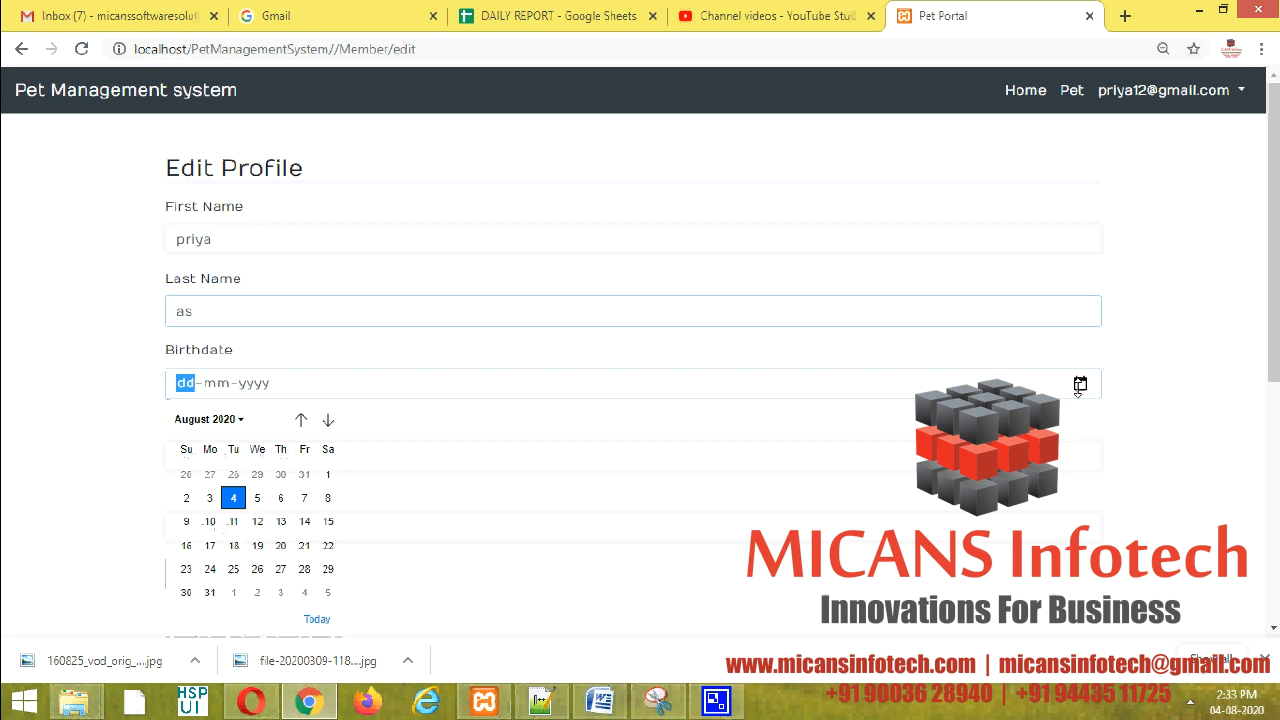 Inbox (7) - micanssoftwaresolut
Gmail
DAILY REPORT - Google Sheets
Channel videos - YouTube Stud
Pet Portal
localhost/PetManagementSystem//Member/edit
Pet Management system
Home Pet priya12@gmail.com
Edit Profile
First Name
priya
Last Name
as
Birthdate
dd-mm-yyyy
August 2020
Su Mo Tu We Th Fr Sa
26 27 28 29 30 31 1
2 3 4 5 6 7 8
9 10 11 12 13 14 15
16 17 18 19 20 21 22
23 24 25 26 27 28 29
30 31 1 2 3 4 5
Today
MICANS Infotech
Innovations For Business
www.micansinfotech.com | micansinfotech@gmail.com
+91 90036 28940 | +91 94435 11725
160825_vod_orig_....jpg
file-20200309-118....jpg
Show all
HSP
UI
2:33 PM
04-08-2020